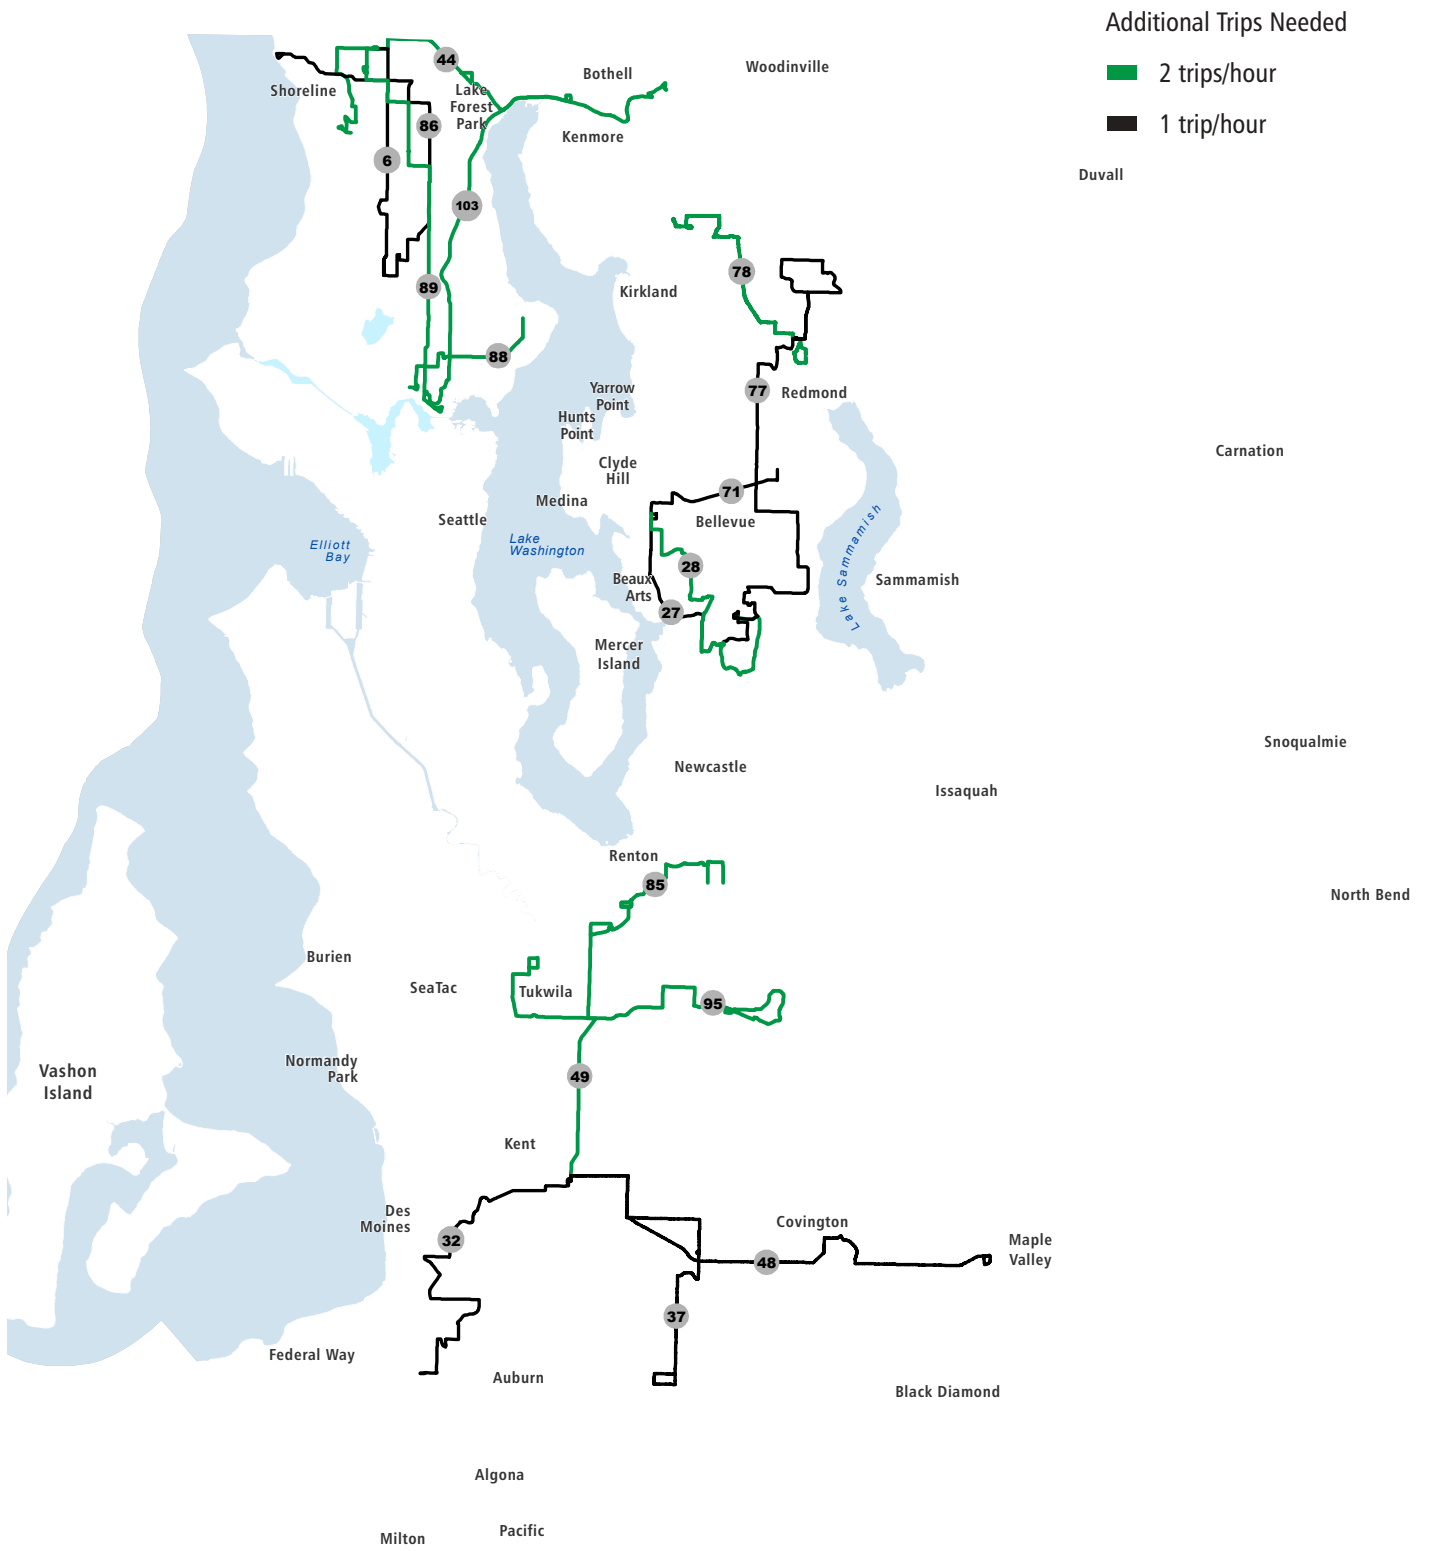 Additional Trips Needed
2 trips/hour
1 trip/hour
44
Bothell
Woodinville
Shoreline
Lake
Forest
Park
86
Kenmore
6
Duvall
103
78
89
Kirkland
88
Yarrow
Point
77
Redmond
Hunts
Point
Carnation
Clyde
Hill
71
Medina
Seattle
Bellevue
Lake
Washington
Elliott
Bay
Lake Sammamish
28
Beaux
Arts
Sammamish
27
Mercer
Island
Snoqualmie
Newcastle
Issaquah
Renton
85
North Bend
Burien
SeaTac
Tukwila
95
Normandy
Park
Vashon
Island
49
Kent
Des
Moines
32
Covington
Maple
Valley
48
37
Federal Way
Auburn
Black Diamond
Algona
Pacific
Milton